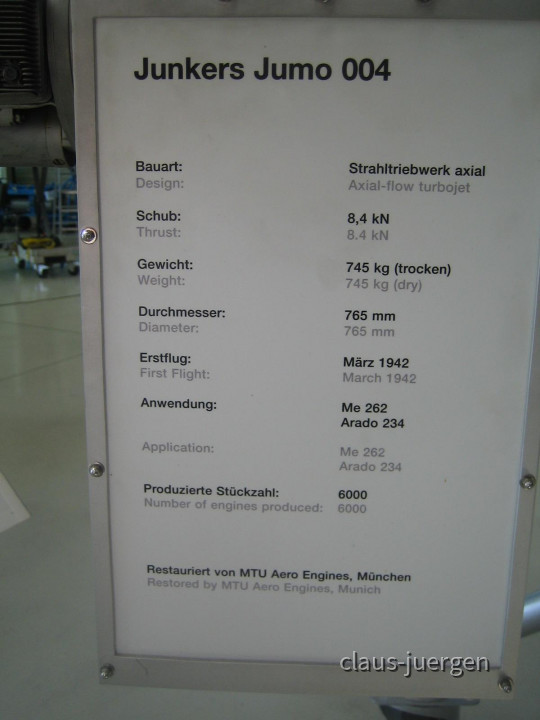 Junkers Jumo 004
Bauart: Strahltriebwerk axial
Design: Axial-flow turbojet
Schub: 8,4 kN
Thrust: 8.4 kN
Gewicht: 745 kg (trocken)
Weight: 745 kg (dry)
Durchmesser: 765 mm
Diameter: 765 mm
Erstflug: März 1942
First Flight: March 1942
Anwendung: Me 262
Arado 234
Application: Me 262
Arado 234
Produzierte Stückzahl: 6000
Number of engines produced: 6000
Restauriert von MTU Aero Engines, München
Restored by MTU Aero Engines, Munich
claus-juergen